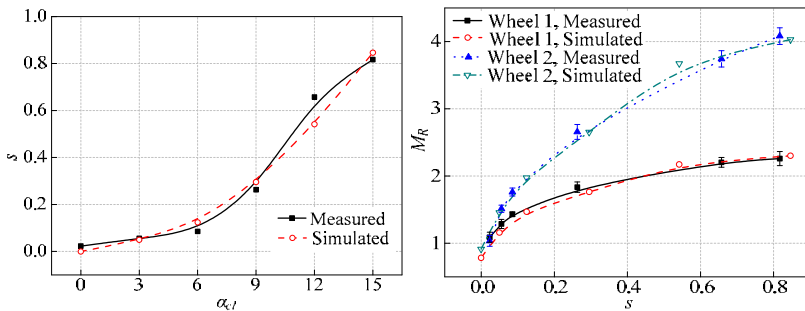 1.0
0.8
0.6
0.4
0.2
0.0
s
0 3 6 9 12 15
α_c1
Measured
Simulated
4
3
2
1
M_R
0.0 0.2 0.4 0.6 0.8
s
Wheel 1, Measured
Wheel 1, Simulated
Wheel 2, Measured
Wheel 2, Simulated